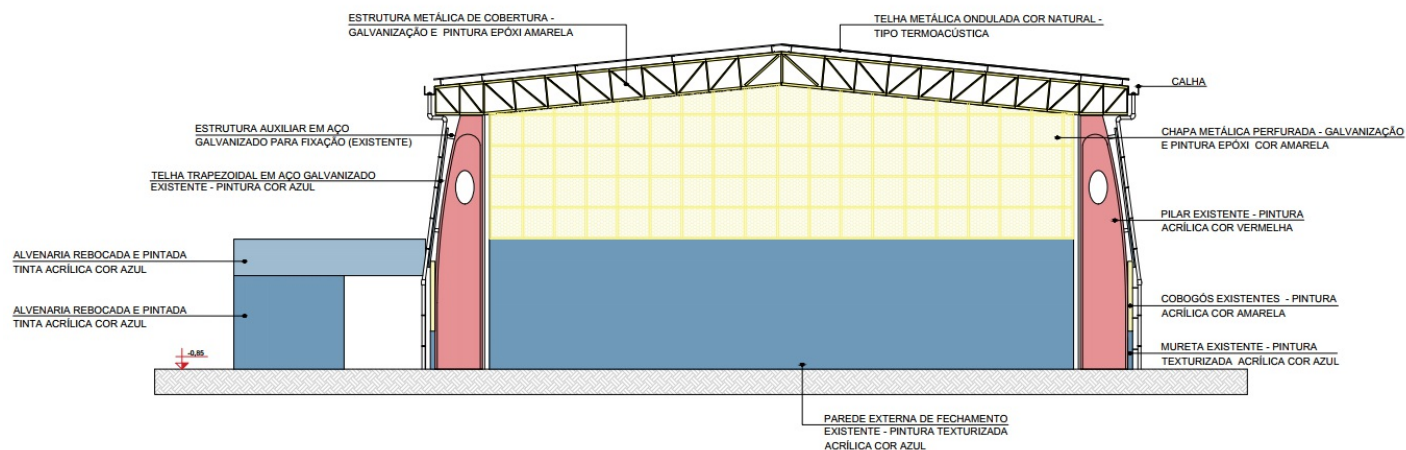 ESTRUTURA METÁLICA DE COBERTURA -
GALVANIZAÇÃO E PINTURA EPÓXI AMARELA
TELHA METÁLICA ONDULADA COR NATURAL -
TIPO TERMOACÚSTICA
CALHA
ESTRUTURA AUXILIAR EM AÇO
GALVANIZADO PARA FIXAÇÃO (EXISTENTE)
CHAPA METÁLICA PERFURADA - GALVANIZAÇÃO
E PINTURA EPÓXI COR AMARELA
TELHA TRAPEZOIDAL EM AÇO GALVANIZADO
EXISTENTE - PINTURA COR AZUL
PILAR EXISTENTE - PINTURA
ACRÍLICA COR VERMELHA
ALVENARIA REBOCADA E PINTADA
TINTA ACRÍLICA COR AZUL
ALVENARIA REBOCADA E PINTADA
TINTA ACRÍLICA COR AZUL
COBOGÓS EXISTENTES - PINTURA
ACRÍLICA COR AMARELA
MURETA EXISTENTE - PINTURA
TEXTURIZADA ACRÍLICA COR AZUL
-0,85
PAREDE EXTERNA DE FECHAMENTO
EXISTENTE - PINTURA TEXTURIZADA
ACRÍLICA COR AZUL